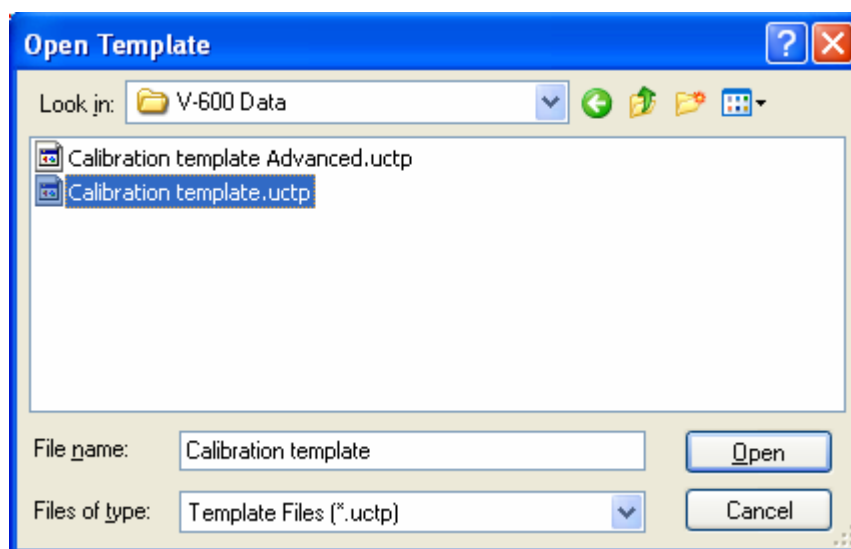 Open Template
Look in: V-600 Data
Calibration template Advanced.uctp
Calibration template.uctp
File name: Calibration template Open
Files of type: Template Files (*.uctp) Cancel